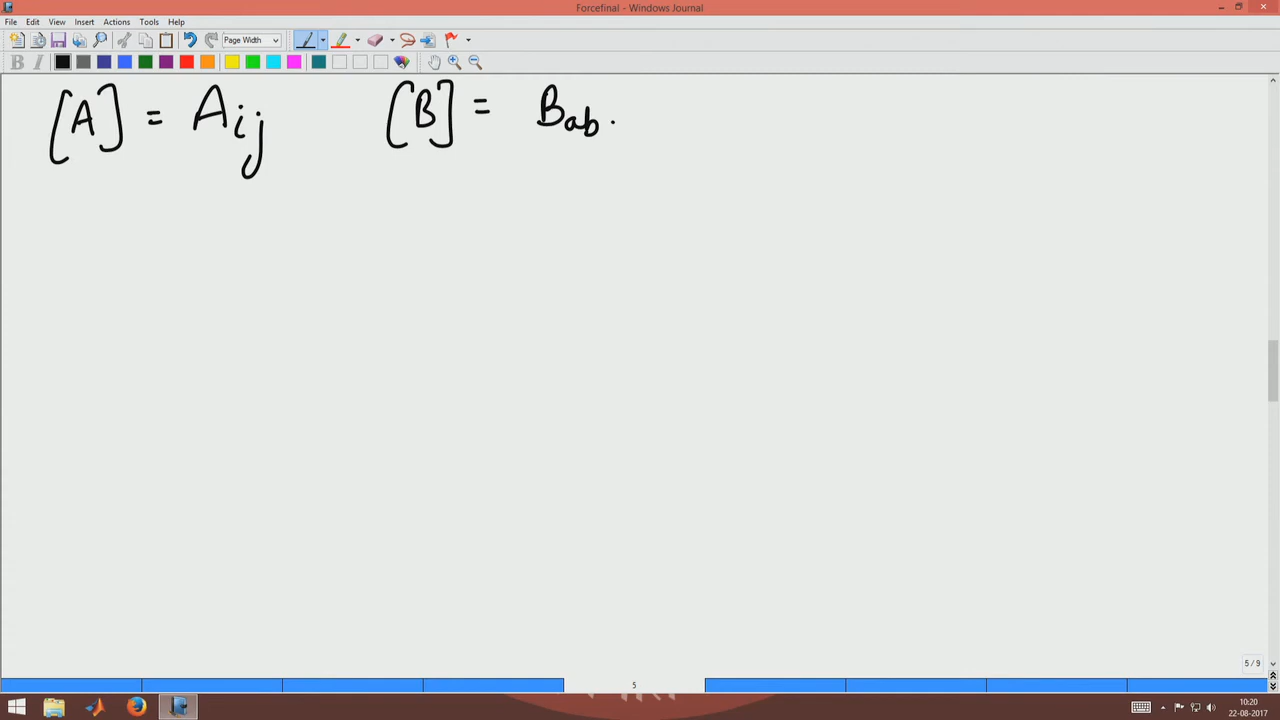 Forcefinal - Windows Journal
File Edit View Insert Actions Tools Help
Page Width
B I
[A] = Aij [B] = Bab.
5 / 9
5
10:20
22-08-2017